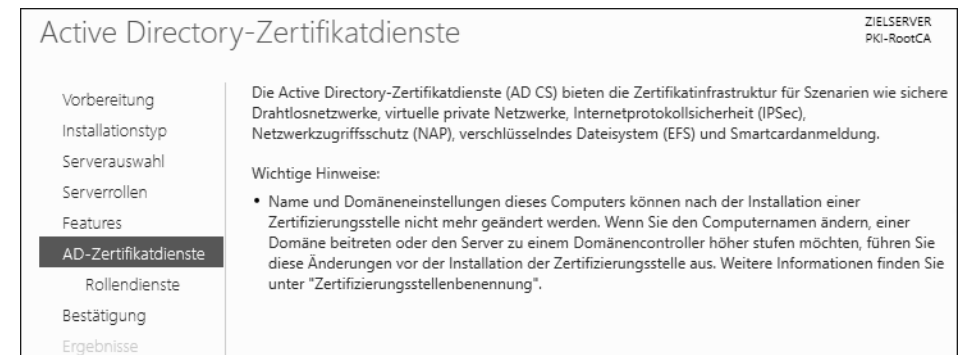 Active Directory-Zertifikatdienste
ZIELSERVER
PKI-RootCA
Vorbereitung
Installationstyp
Serverauswahl
Serverrollen
Features
AD-Zertifikatdienste
Rollendienste
Bestätigung
Ergebnisse
Die Active Directory-Zertifikatdienste (AD CS) bieten die Zertifikatinfrastruktur für Szenarien wie sichere
Drahtlosnetzwerke, virtuelle private Netzwerke, Internetprotokollsicherheit (IPSec),
Netzwerkzugriffsschutz (NAP), verschlüsselndes Dateisystem (EFS) und Smartcardanmeldung.
Wichtige Hinweise:
• Name und Domäneneinstellungen dieses Computers können nach der Installation einer
Zertifizierungsstelle nicht mehr geändert werden. Wenn Sie den Computernamen ändern, einer
Domäne beitreten oder den Server zu einem Domänencontroller höher stufen möchten, führen Sie
diese Änderungen vor der Installation der Zertifizierungsstelle aus. Weitere Informationen finden Sie
unter "Zertifizierungsstellenbenennung".